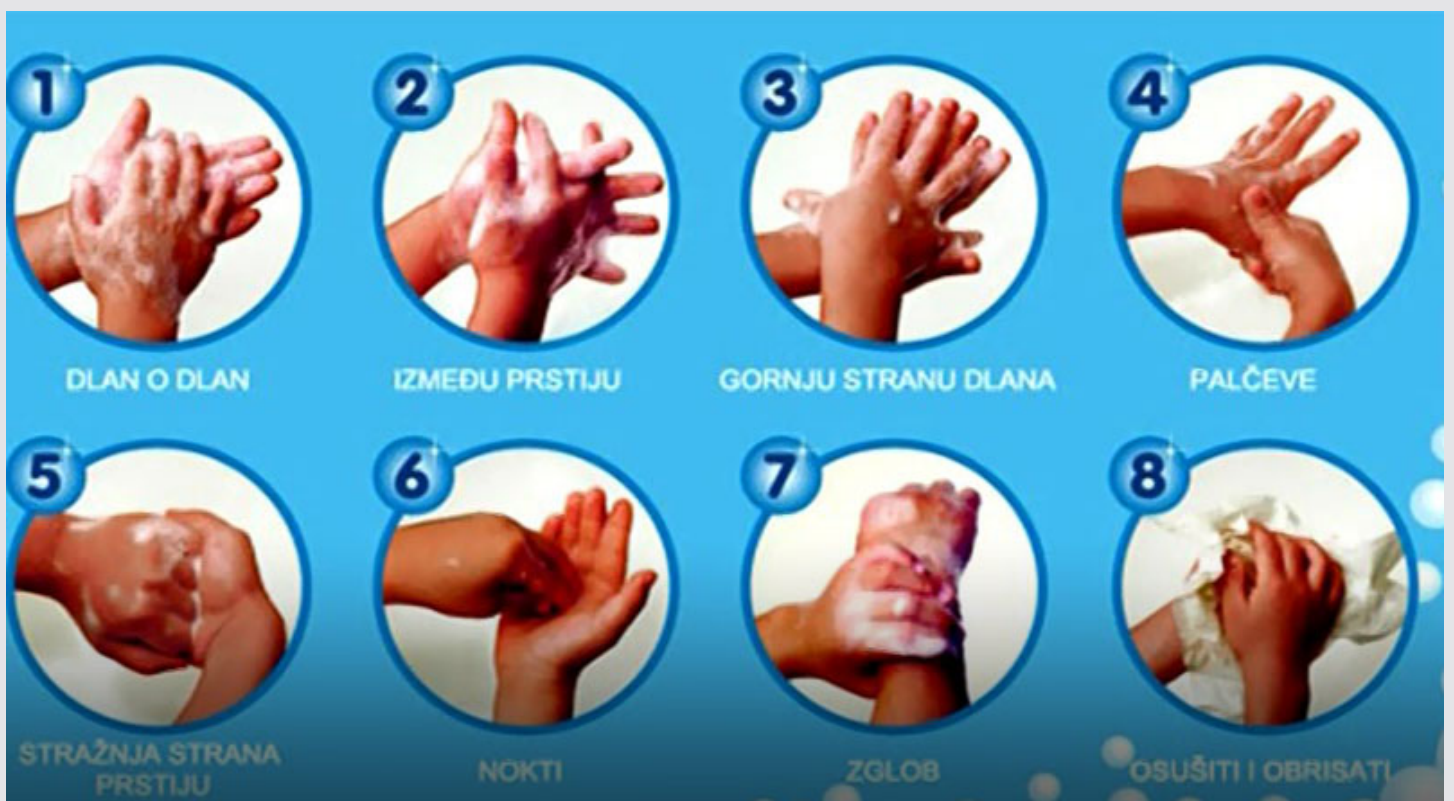 1
DLAN O DLAN
2
IZMEĐU PRSTIJU
3
GORNJU STRANU DLANA
4
PALČEVE
5
STRAŽNJA STRANA
PRSTIJU
6
NOKTI
7
ZGLOB
8
OSUŠITI I OBRISATI